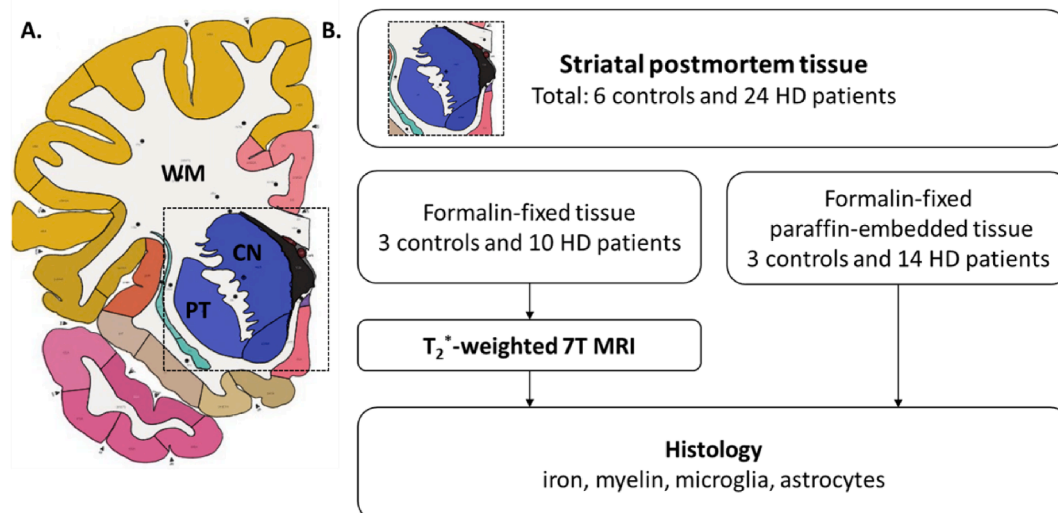 A.
WM
CN
PT
B.
Striatal postmortem tissue
Total: 6 controls and 24 HD patients
Formalin-fixed tissue
3 controls and 10 HD patients
Formalin-fixed
paraffin-embedded tissue
3 controls and 14 HD patients
T₂*-weighted 7T MRI
Histology
iron, myelin, microglia, astrocytes